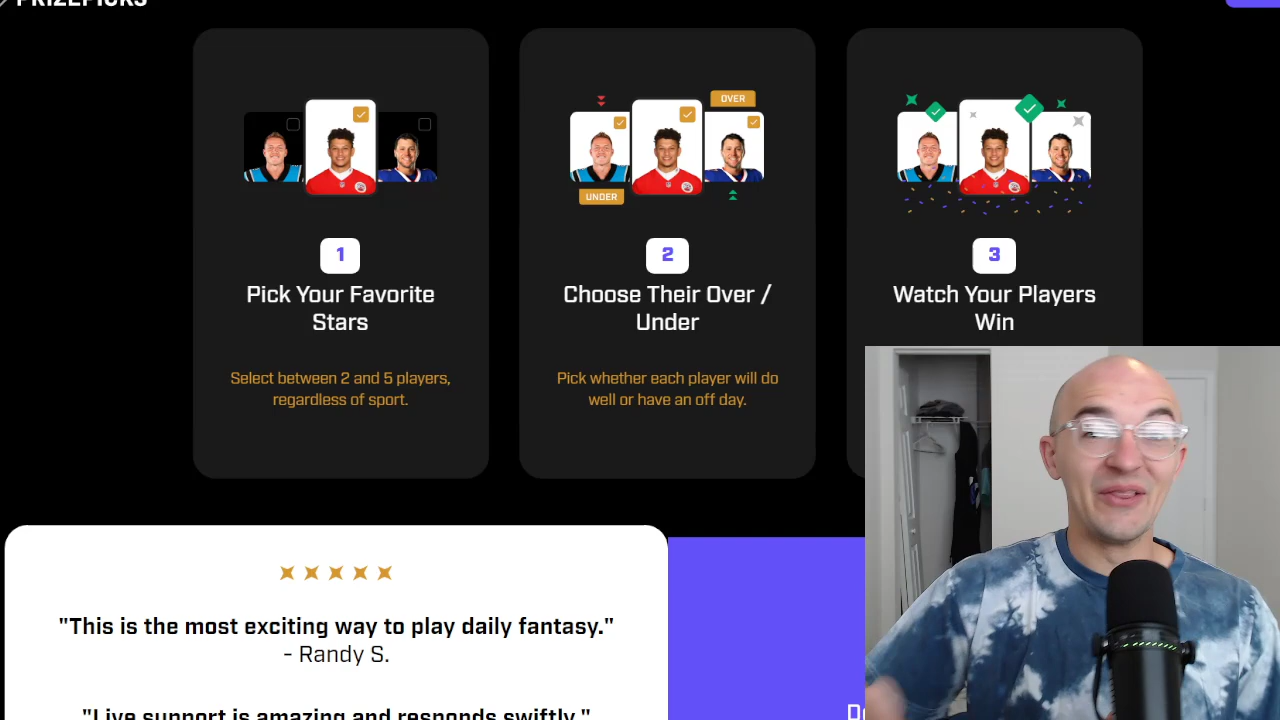 PRIZEPICKS
OVER
UNDER
1
Pick Your Favorite
Stars
Select between 2 and 5 players,
regardless of sport.
2
Choose Their Over /
Under
Pick whether each player will do
well or have an off day.
3
Watch Your Players
Win
"This is the most exciting way to play daily fantasy."
- Randy S.
"Live support is amazing and responds swiftly."